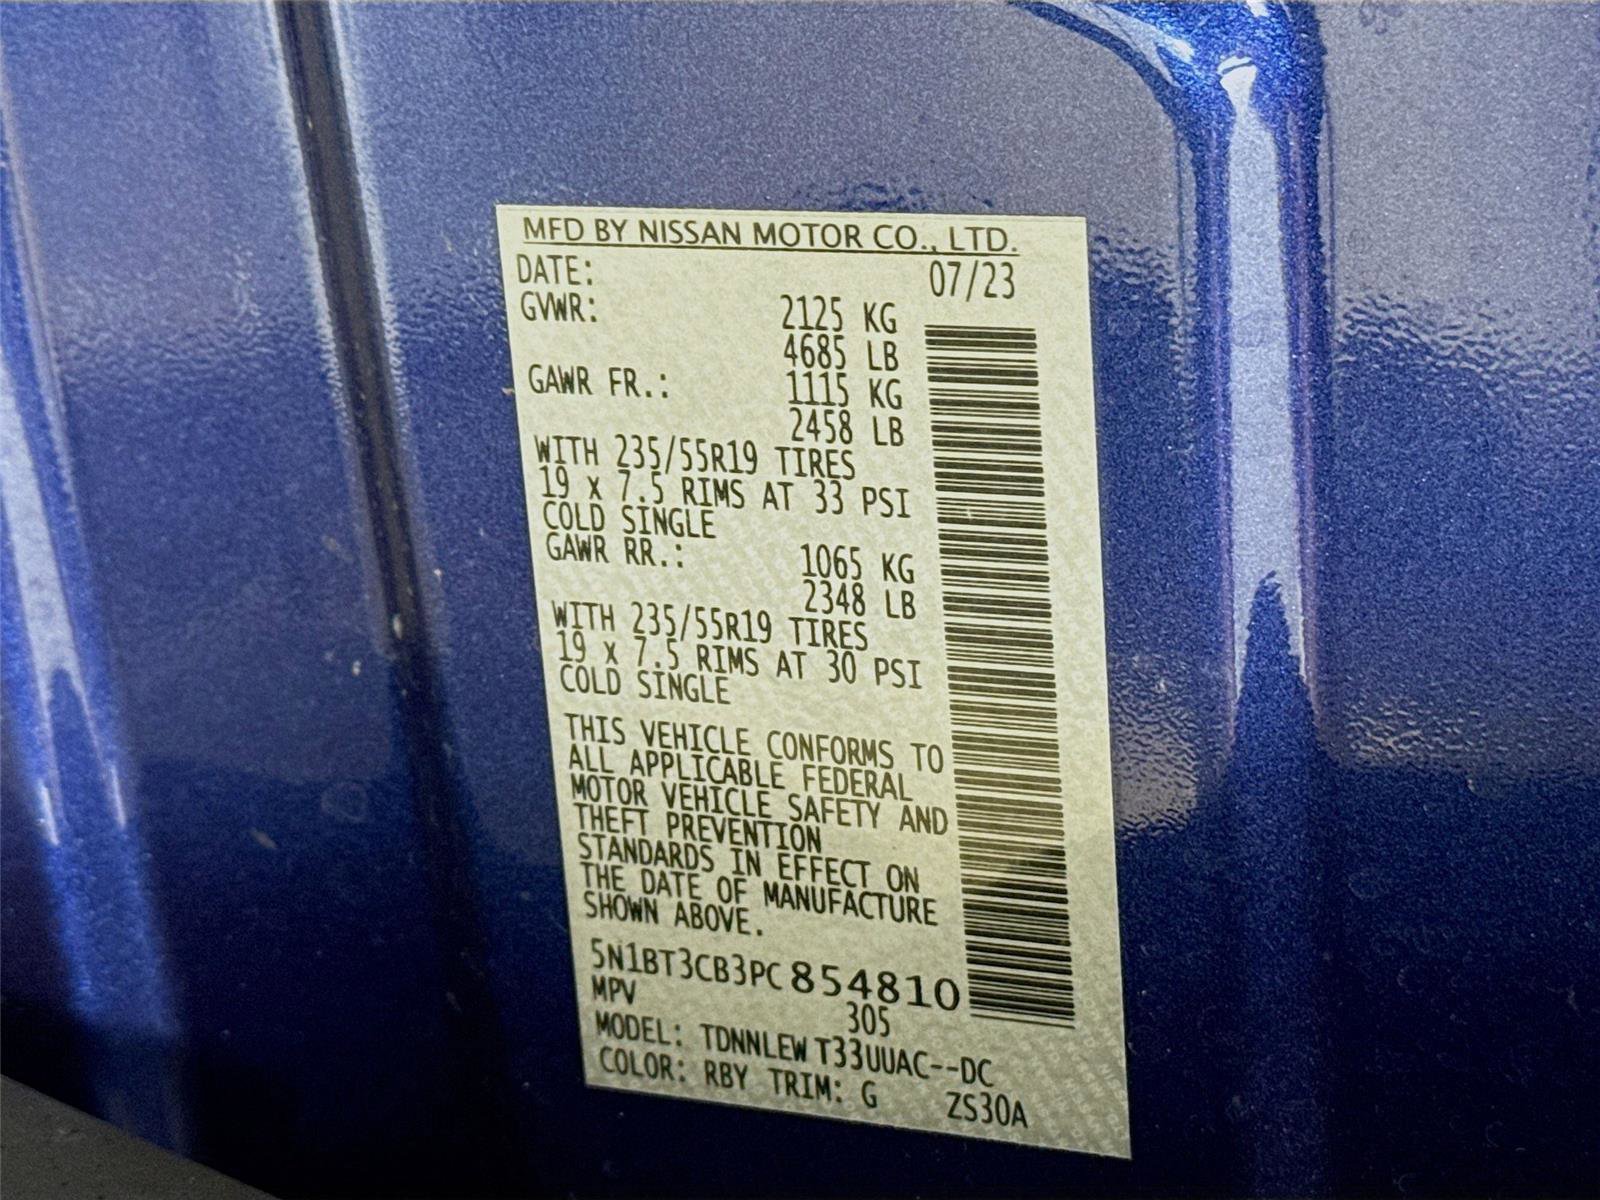 MFD BY NISSAN MOTOR CO., LTD.
DATE: 07/23
GVWR: 2125 KG
4685 LB
GAWR FR.: 1115 KG
2458 LB
WITH 235/55R19 TIRES
19 x 7.5 RIMS AT 33 PSI
COLD SINGLE
GAWR RR.: 1065 KG
2348 LB
WITH 235/55R19 TIRES
19 x 7.5 RIMS AT 30 PSI
COLD SINGLE
THIS VEHICLE CONFORMS TO
ALL APPLICABLE FEDERAL
MOTOR VEHICLE SAFETY AND
THEFT PREVENTION
STANDARDS IN EFFECT ON
THE DATE OF MANUFACTURE
SHOWN ABOVE.
5N1BT3CB3PC854810
MPV 305
MODEL: TDNNLEW T33UUAC--DC
COLOR: RBY TRIM: G ZS30A